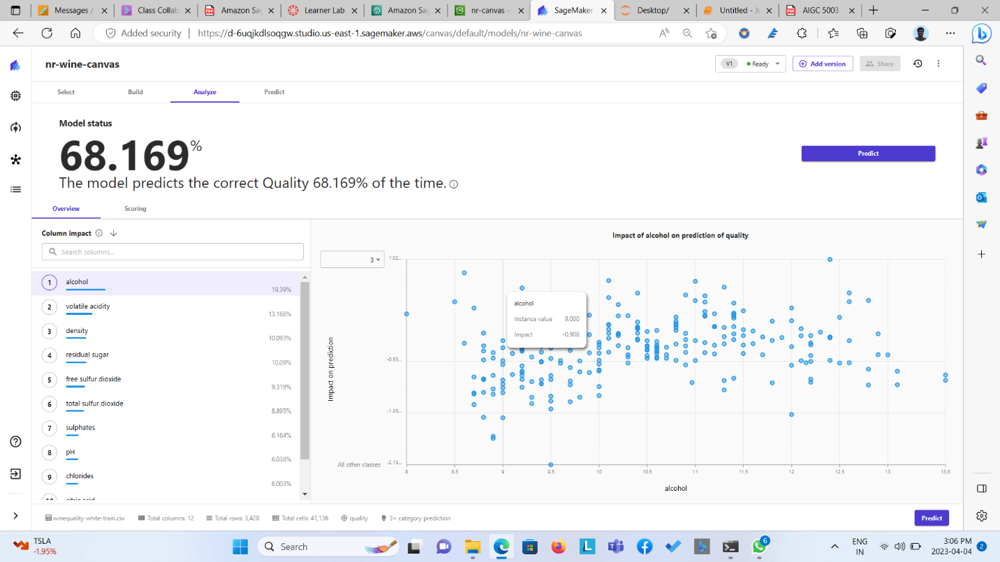 Messages /
Class Collab
Amazon Sag
Learner Lab
Amazon Sag
nr-canvas -
SageMaker
Desktop/
Untitled - Ju
AIGC 5003 -
Added security
https://d-6uqjkdlsoqgw.studio.us-east-1.sagemaker.aws/canvas/default/models/nr-wine-canvas
nr-wine-canvas
V1 Ready
Add version
Share
Select
Build
Analyze
Predict
Model status
68.169%
Predict
The model predicts the correct Quality 68.169% of the time.
Overview
Scoring
Column impact
Search columns...
1 alcohol 19.39%
2 volatile acidity 13.166%
3 density 10.093%
4 residual sugar 10.09%
5 free sulfur dioxide 9.319%
6 total sulfur dioxide 8.895%
7 sulphates 6.164%
8 pH 6.038%
9 chlorides 6.003%
10 citric acid
Impact of alcohol on prediction of quality
3
1.02...
-0.55...
-1.35...
-2.15...
Impact on prediction
All other classes
alcohol
Instance value 9.000
Impact -0.908
8 8.5 9 9.5 10 10.5 11 11.5 12 12.5 13 13.6
alcohol
winequality-white-train.csv
Total columns: 12
Total rows: 3,428
Total cells: 41,136
quality
3+ category prediction
Predict
TSLA
-1.95%
Search
6
ENG
IN
3:06 PM
2023-04-04
2